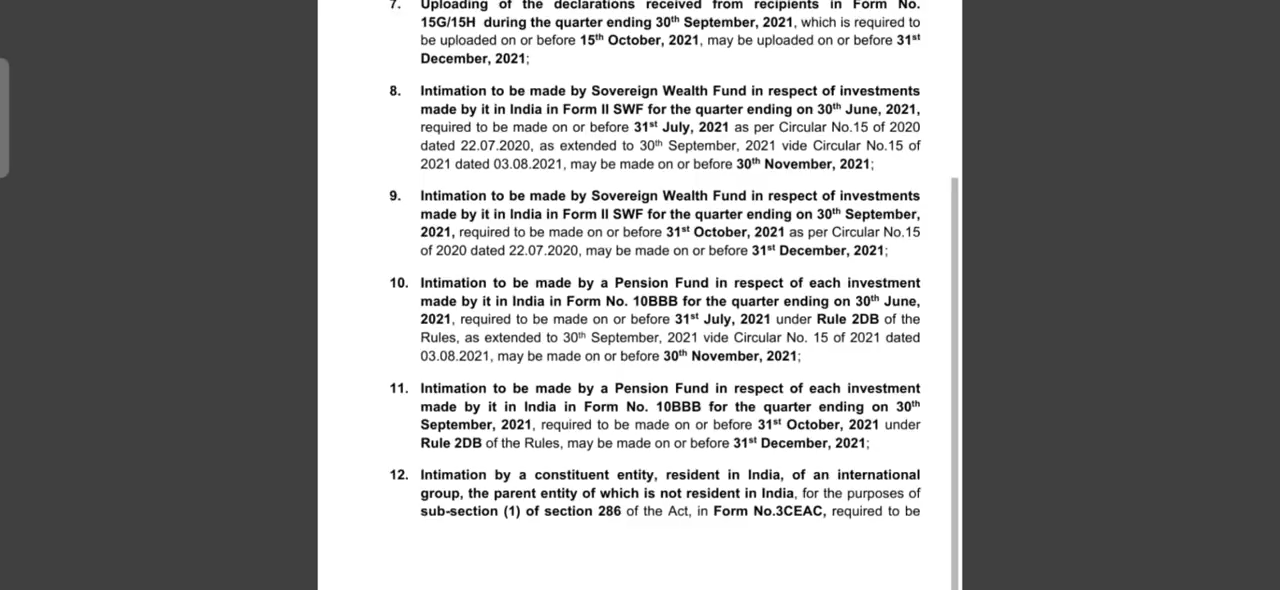 7. Uploading of the declarations received from recipients in Form No.
15G/15H during the quarter ending 30th September, 2021, which is required to
be uploaded on or before 15th October, 2021, may be uploaded on or before 31st
December, 2021;
8. Intimation to be made by Sovereign Wealth Fund in respect of investments
made by it in India in Form II SWF for the quarter ending on 30th June, 2021,
required to be made on or before 31st July, 2021 as per Circular No.15 of 2020
dated 22.07.2020, as extended to 30th September, 2021 vide Circular No.15 of
2021 dated 03.08.2021, may be made on or before 30th November, 2021;
9. Intimation to be made by Sovereign Wealth Fund in respect of investments
made by it in India in Form II SWF for the quarter ending on 30th September,
2021, required to be made on or before 31st October, 2021 as per Circular No.15
of 2020 dated 22.07.2020, may be made on or before 31st December, 2021;
10. Intimation to be made by a Pension Fund in respect of each investment
made by it in India in Form No. 10BBB for the quarter ending on 30th June,
2021, required to be made on or before 31st July, 2021 under Rule 2DB of the
Rules, as extended to 30th September, 2021 vide Circular No. 15 of 2021 dated
03.08.2021, may be made on or before 30th November, 2021;
11. Intimation to be made by a Pension Fund in respect of each investment
made by it in India in Form No. 10BBB for the quarter ending on 30th
September, 2021, required to be made on or before 31st October, 2021 under
Rule 2DB of the Rules, may be made on or before 31st December, 2021;
12. Intimation by a constituent entity, resident in India, of an international
group, the parent entity of which is not resident in India, for the purposes of
sub-section (1) of section 286 of the Act, in Form No.3CEAC, required to be